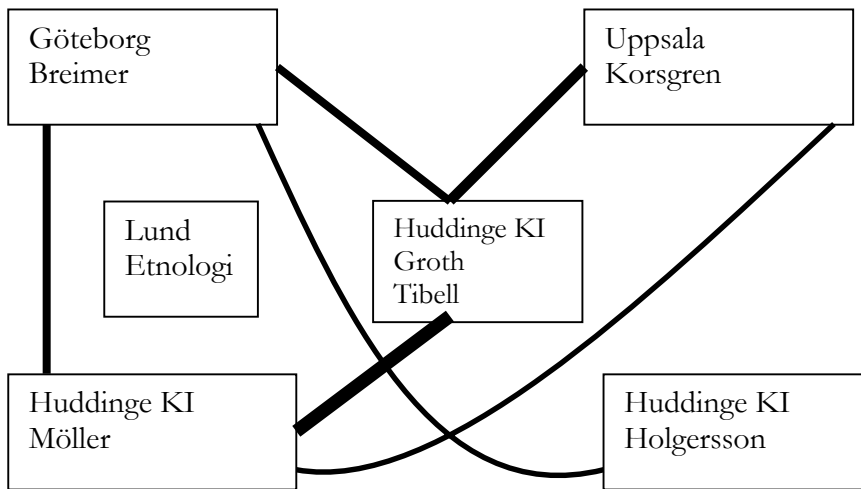 Göteborg
Breimer
Uppsala
Korsgren
Lund
Etnologi
Huddinge KI
Groth
Tibell
Huddinge KI
Möller
Huddinge KI
Holgersson